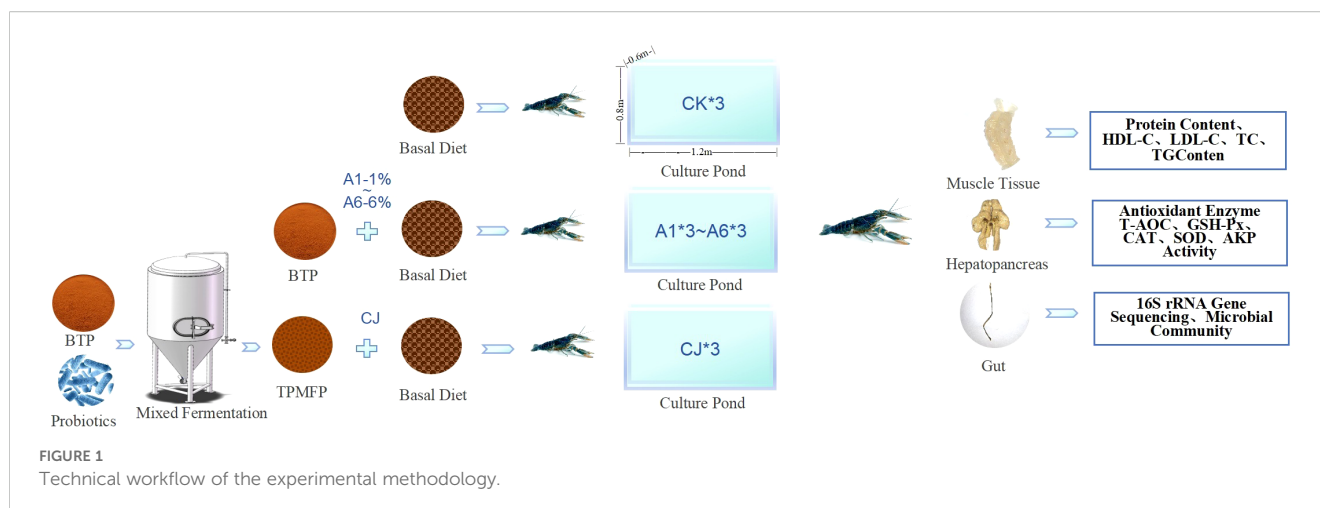 |-0.6m-|
|—0.8m—|
CK*3
|—1.2m—|
Basal Diet
Culture Pond
A1-1%
~
A6-6%
BTP
Basal Diet
A1*3~A6*3
Culture Pond
BTP
Probiotics
Mixed Fermentation
TPMFP
CJ
Basal Diet
CJ*3
Culture Pond
Muscle Tissue
Protein Content、
HDL-C、LDL-C、TC、
TGConten
Hepatopancreas
Antioxidant Enzyme
T-AOC、GSH-Px、
CAT、SOD、AKP
Activity
Gut
16S rRNA Gene
Sequencing、Microbial
Community
FIGURE 1
Technical workflow of the experimental methodology.